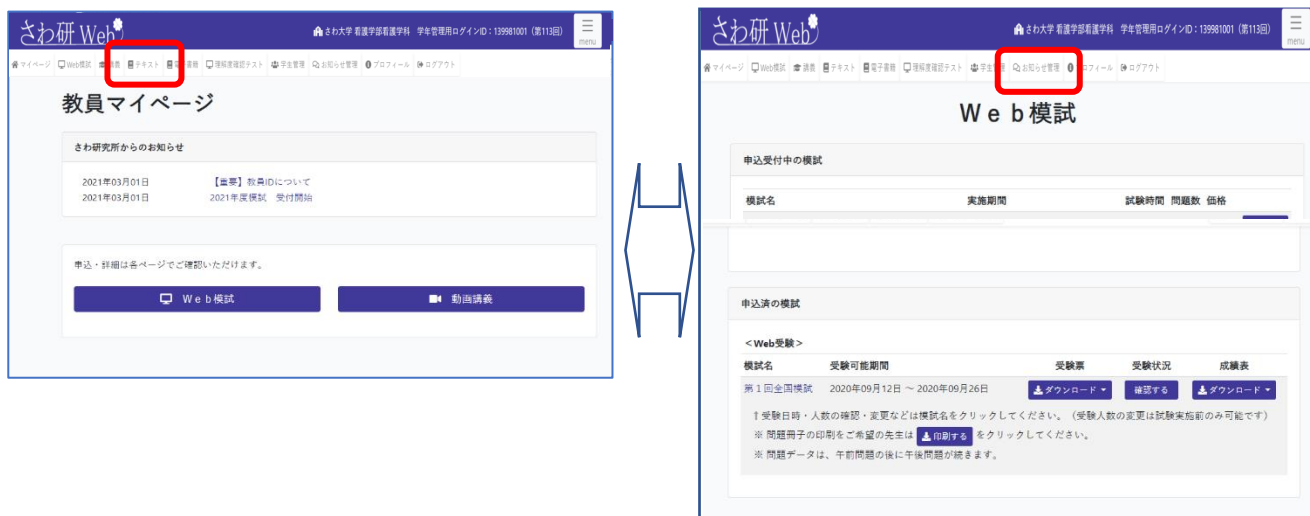 さわ研 Web
さわ大学 看護学部看護学科 学年管理用ログインID:139981001(第113回)
menu
マイページ Web模試 講義 テキスト 電子書籍 理解度確認テスト 学生管理 お知らせ管理 プロフィール ログアウト
教員マイページ
さわ研究所からのお知らせ
2021年03月01日 【重要】教員IDについて
2021年03月01日 2021年度模試 受付開始
申込・詳細は各ページでご確認いただけます。
Web模試 動画講義
さわ研 Web
さわ大学 看護学部看護学科 学年管理用ログインID:139981001(第113回)
menu
マイページ Web模試 講義 テキスト 電子書籍 理解度確認テスト 学生管理 お知らせ管理 プロフィール ログアウト
Web模試
申込受付中の模試
模試名 実施期間 試験時間 問題数 価格
申込済の模試
<Web受験>
模試名 受験可能期間 受験票 受験状況 成績表
第1回全国模試 2020年09月12日 ~ 2020年09月26日 ダウンロード 確認する ダウンロード
↑受験日時・人数の確認・変更などは模試名をクリックしてください。(受験人数の変更は試験実施前のみ可能です)
※ 問題冊子の印刷をご希望の先生は 印刷する をクリックしてください。
※ 問題データは、午前問題の後に午後問題が続きます。